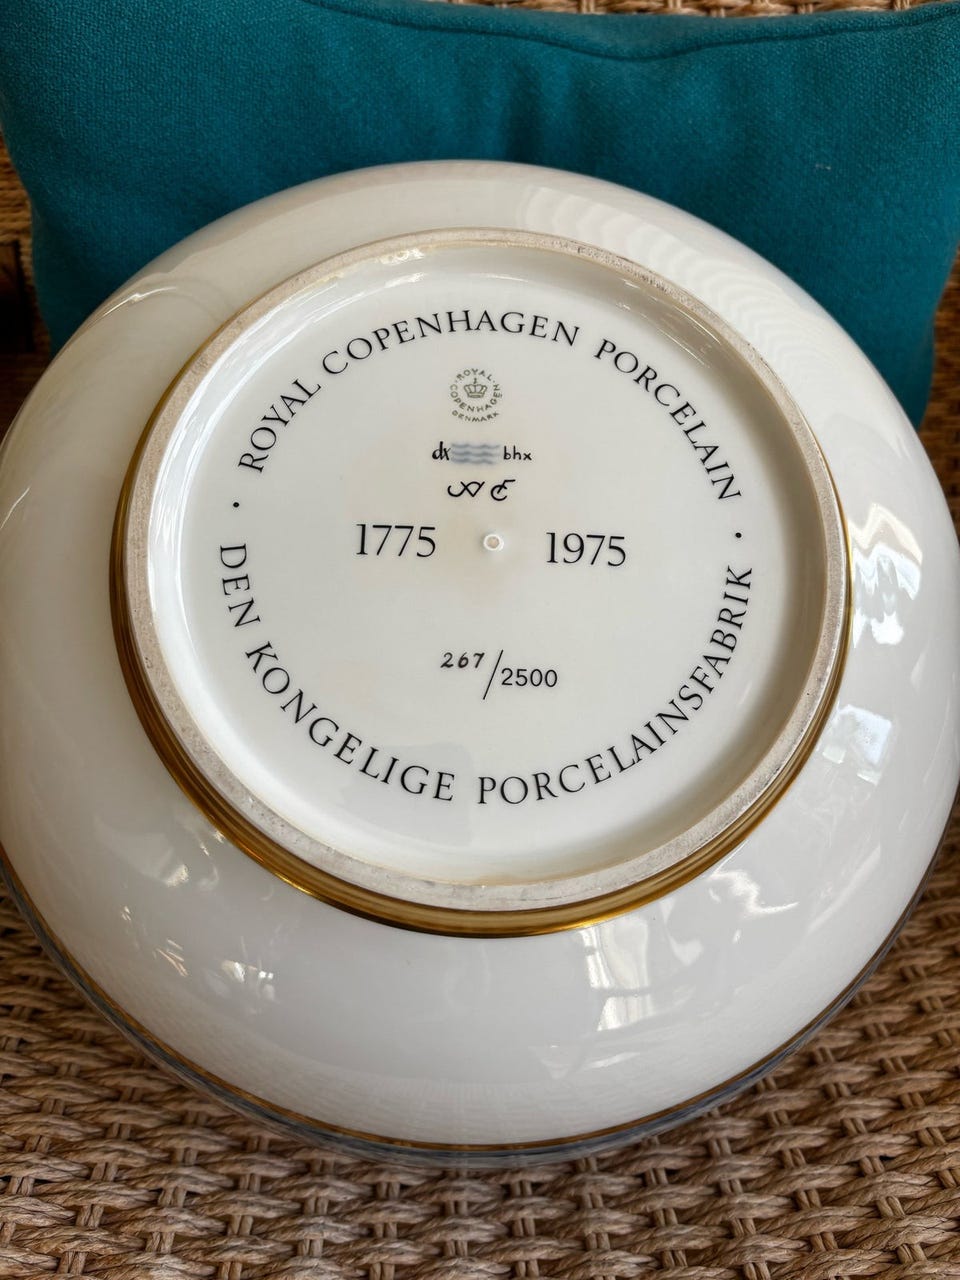 · ROYAL COPENHAGEN PORCELAIN ·
ROYAL COPENHAGEN
DENMARK
bhx
1775 1975
267/2500
DEN KONGELIGE PORCELAINSFABRIK